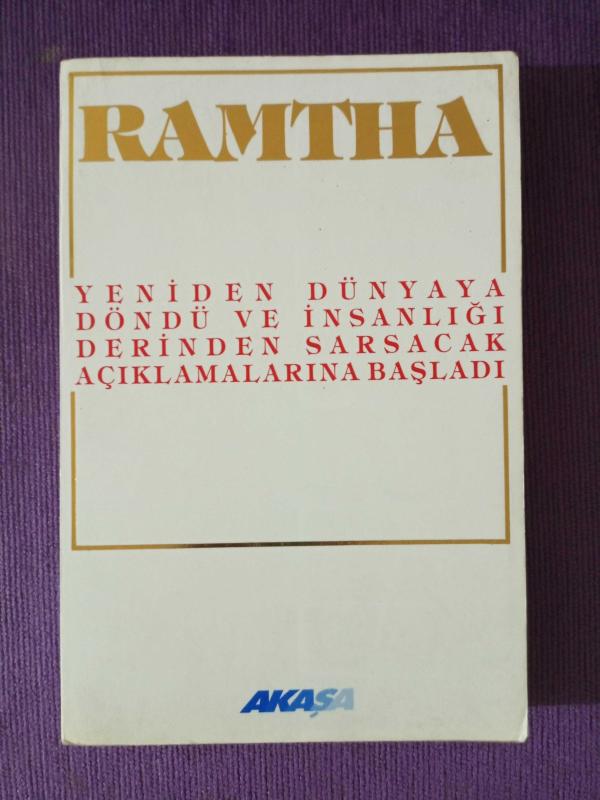 RAMTHA
YENİDEN DÜNYAYA
DÖNDÜ VE İNSANLIĞI
DERİNDEN SARSACAK
AÇIKLAMALARINA BAŞLADI
AKAŞA